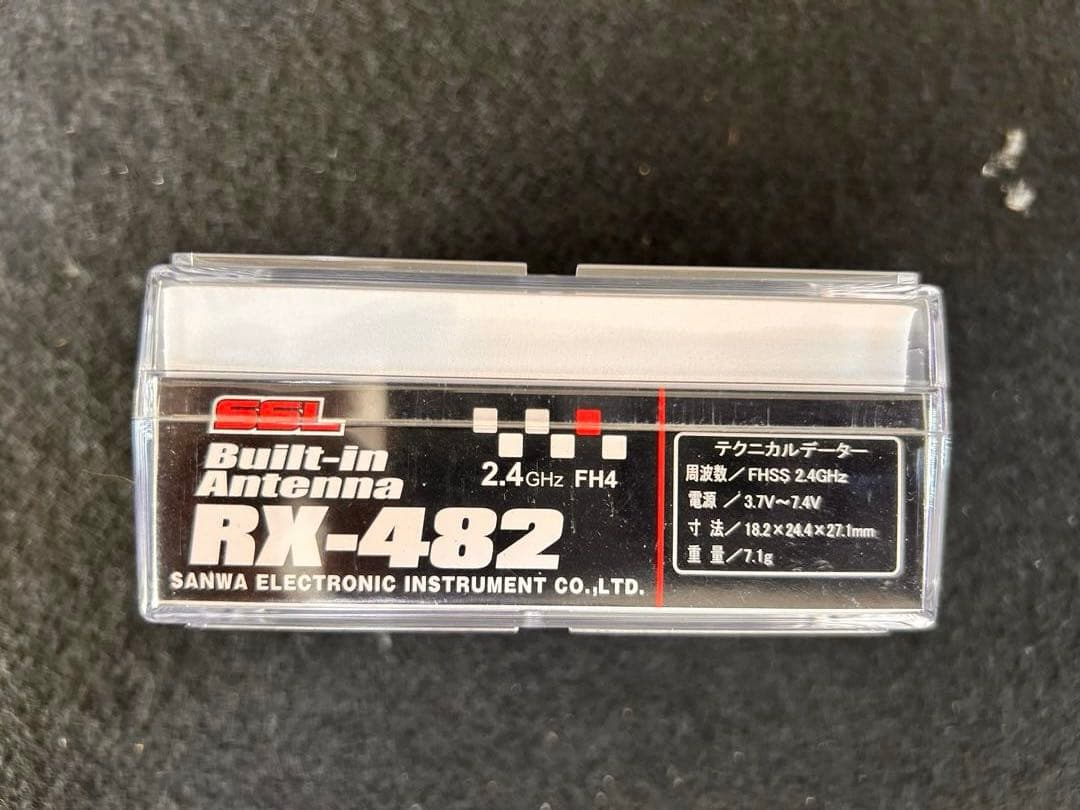 SSL
Built-in
Antenna
RX-482
SANWA ELECTRONIC INSTRUMENT CO.,LTD.
2.4GHz FH4
テクニカルデーター
周波数／FHSS 2.4GHz
電源／3.7V～7.4V
寸法／18.2×24.4×27.1mm
重量／7.1g